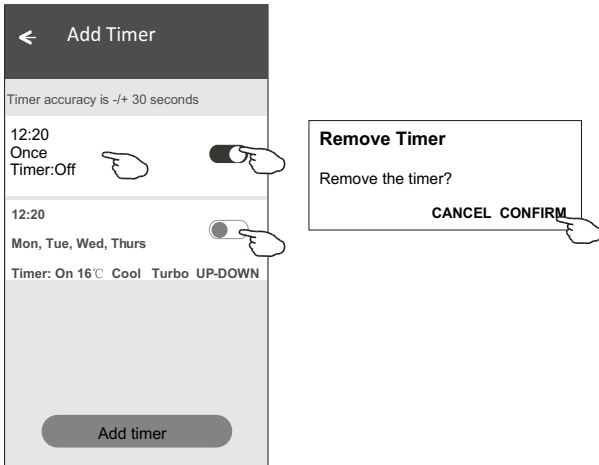 Add Timer
Timer accuracy is -/+ 30 seconds
12:20
Once
Timer:Off
12:20
Mon, Tue, Wed, Thurs
Timer: On 16℃ Cool Turbo UP-DOWN
Add timer
Remove Timer
Remove the timer?
CANCEL CONFIRM